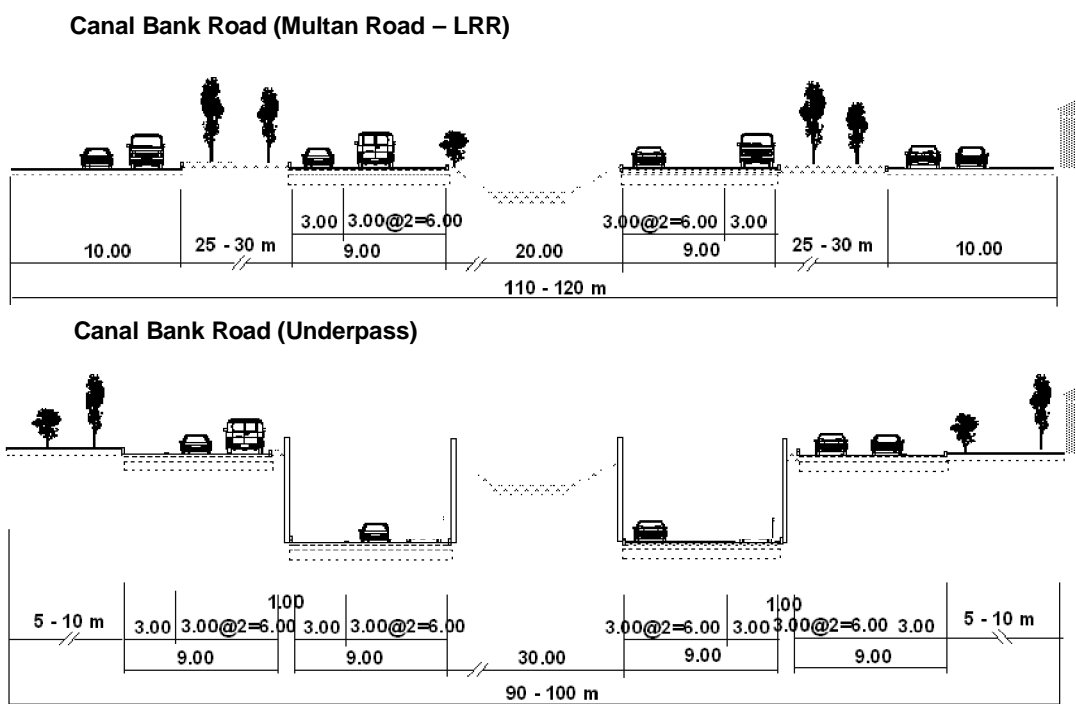 Canal Bank Road (Multan Road – LRR)
3.00 3.00@2=6.00 3.00@2=6.00 3.00
10.00 25 - 30 m 9.00 20.00 9.00 25 - 30 m 10.00
110 - 120 m
Canal Bank Road (Underpass)
1.00 1.00
5 - 10 m 3.00 3.00@2=6.00 3.00 3.00@2=6.00 3.00@2=6.00 3.00 3.00@2=6.00 3.00 5 - 10 m
9.00 9.00 30.00 9.00 9.00
90 - 100 m